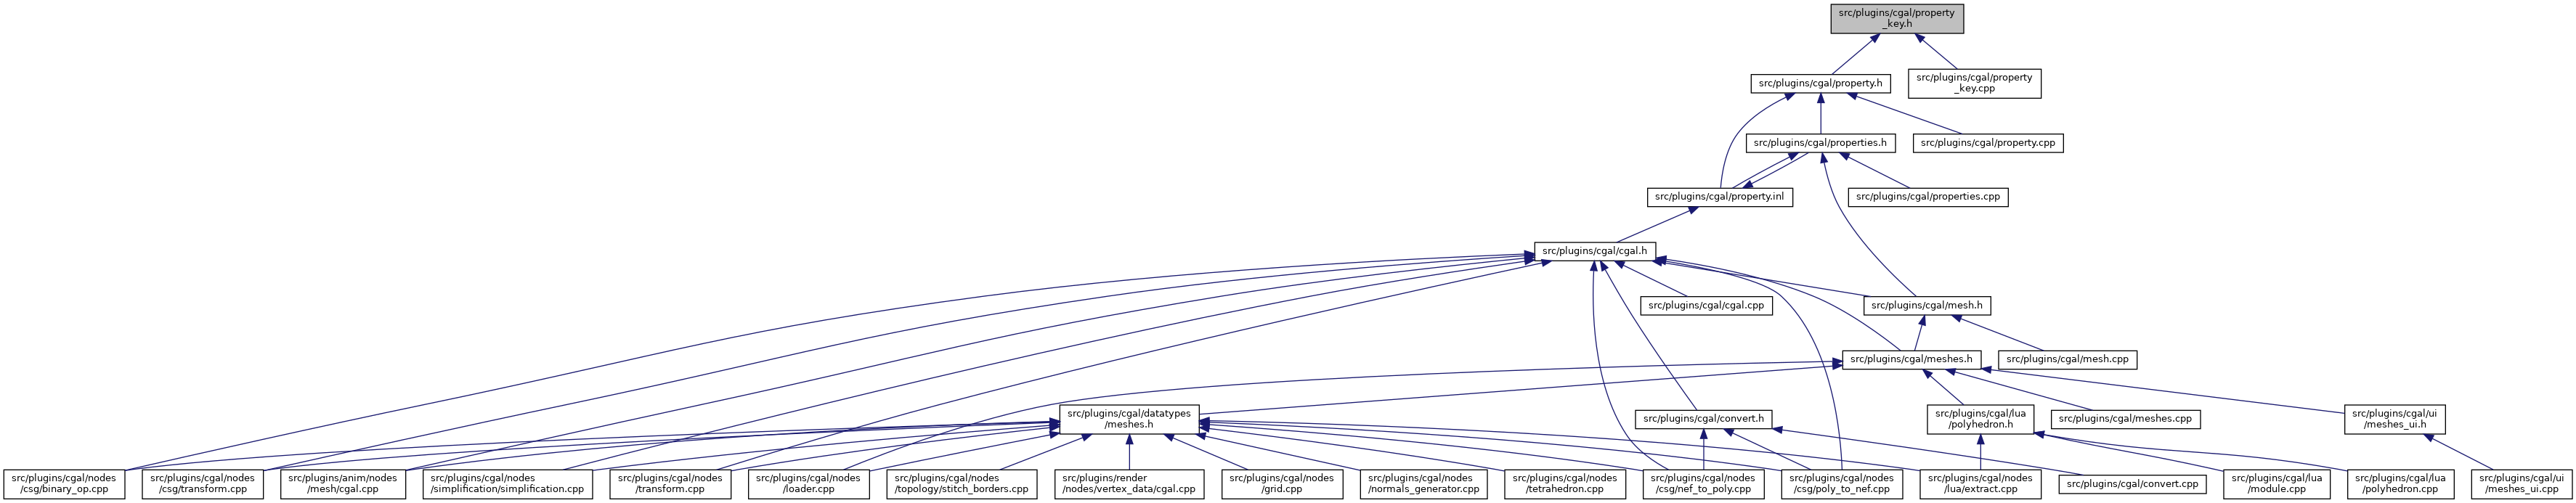 src/plugins/cgal/property
_key.h
src/plugins/cgal/property.h
src/plugins/cgal/property
_key.cpp
src/plugins/cgal/properties.h
src/plugins/cgal/property.cpp
src/plugins/cgal/property.inl
src/plugins/cgal/properties.cpp
src/plugins/cgal/cgal.h
src/plugins/cgal/cgal.cpp
src/plugins/cgal/mesh.h
src/plugins/cgal/meshes.h
src/plugins/cgal/mesh.cpp
src/plugins/cgal/datatypes
/meshes.h
src/plugins/cgal/convert.h
src/plugins/cgal/lua
/polyhedron.h
src/plugins/cgal/meshes.cpp
src/plugins/cgal/ui
/meshes_ui.h
src/plugins/cgal/nodes
/csg/binary_op.cpp
src/plugins/cgal/nodes
/csg/transform.cpp
src/plugins/anim/nodes
/mesh/cgal.cpp
src/plugins/cgal/nodes
/simplification/simplification.cpp
src/plugins/cgal/nodes
/transform.cpp
src/plugins/cgal/nodes
/loader.cpp
src/plugins/cgal/nodes
/topology/stitch_borders.cpp
src/plugins/render
/nodes/vertex_data/cgal.cpp
src/plugins/cgal/nodes
/grid.cpp
src/plugins/cgal/nodes
/normals_generator.cpp
src/plugins/cgal/nodes
/tetrahedron.cpp
src/plugins/cgal/nodes
/csg/nef_to_poly.cpp
src/plugins/cgal/nodes
/csg/poly_to_nef.cpp
src/plugins/cgal/nodes
/lua/extract.cpp
src/plugins/cgal/convert.cpp
src/plugins/cgal/lua
/module.cpp
src/plugins/cgal/lua
/polyhedron.cpp
src/plugins/cgal/ui
/meshes_ui.cpp